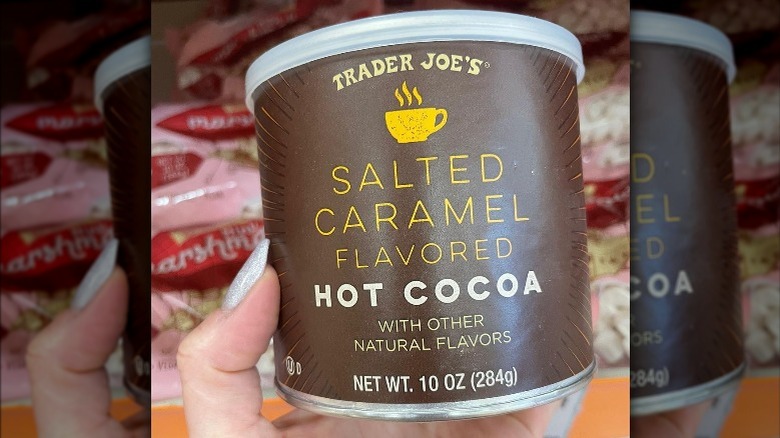 TRADER JOE'S
SALTED
CARAMEL
FLAVORED
HOT COCOA
WITH OTHER
NATURAL FLAVORS
U D
NET WT. 10 OZ (284g)